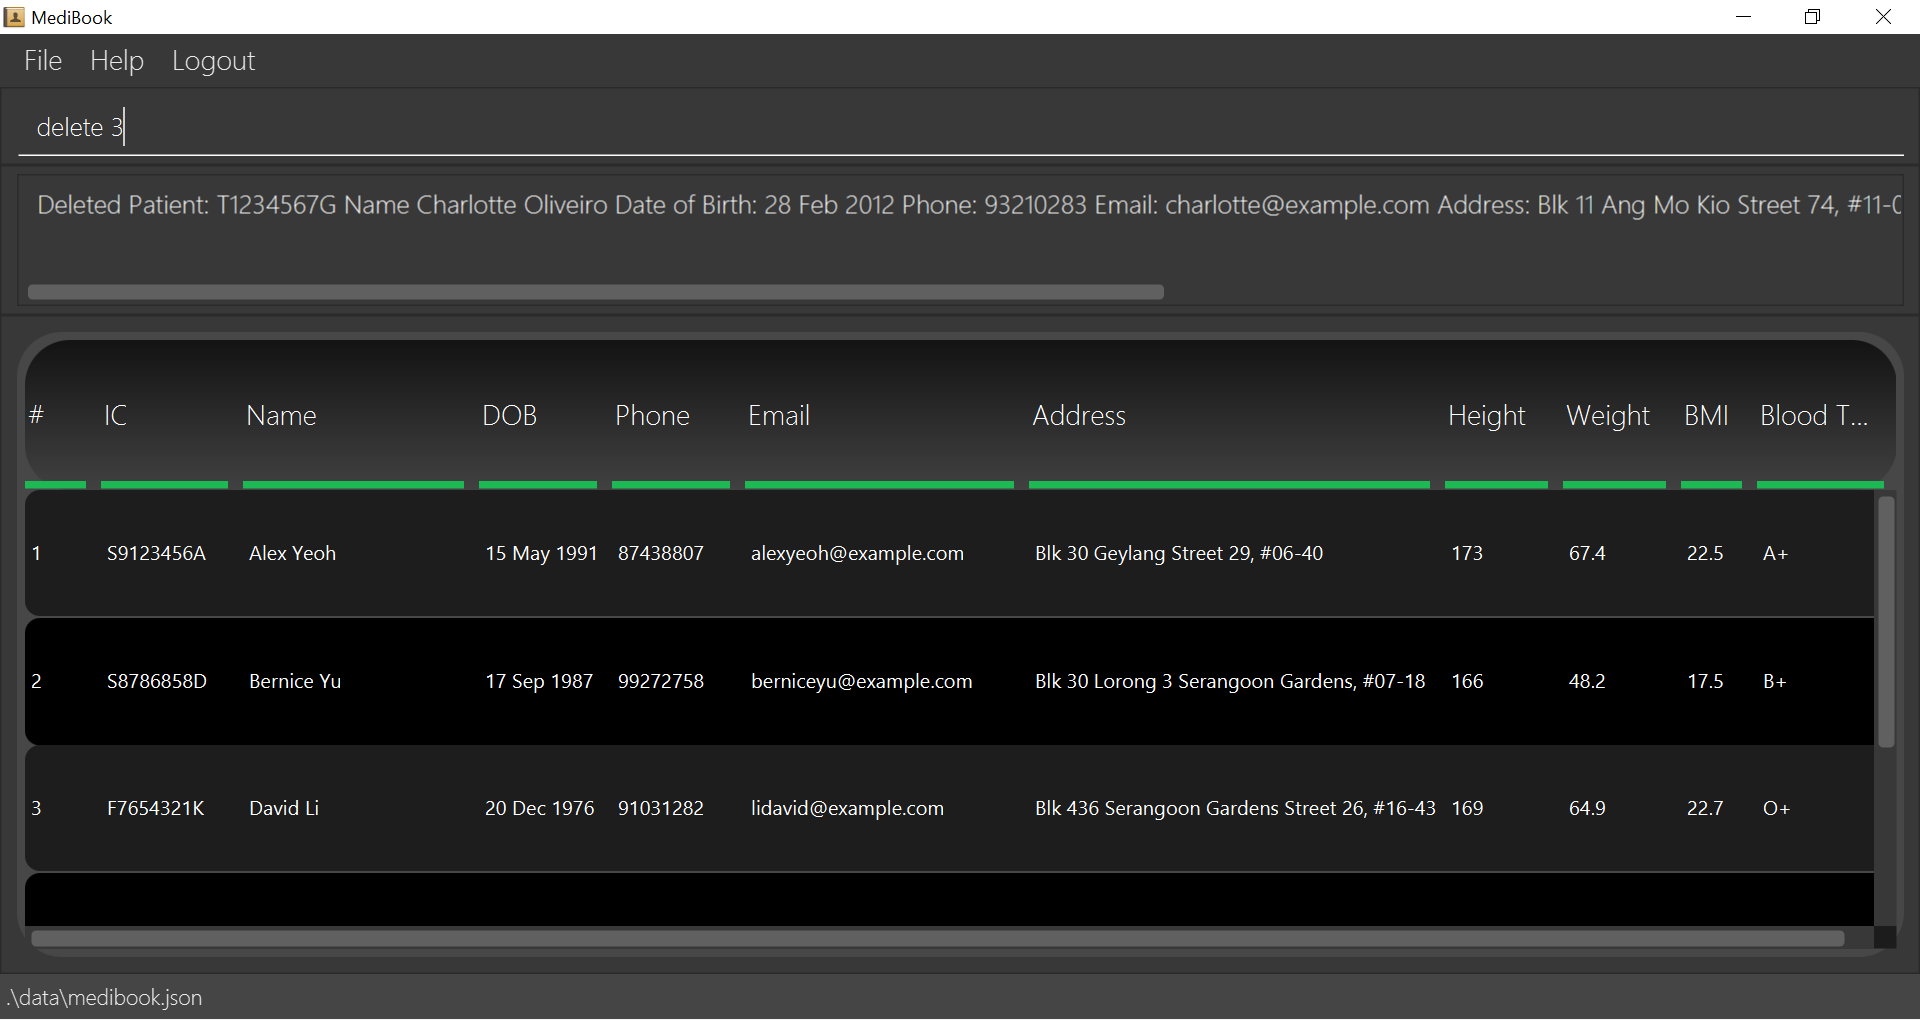 MediBook
File Help Logout
delete 3
Deleted Patient: T1234567G Name Charlotte Oliveiro Date of Birth: 28 Feb 2012 Phone: 93210283 Email: charlotte@example.com Address: Blk 11 Ang Mo Kio Street 74, #11-0
# IC Name DOB Phone Email Address Height Weight BMI Blood T...
1 S9123456A Alex Yeoh 15 May 1991 87438807 alexyeoh@example.com Blk 30 Geylang Street 29, #06-40 173 67.4 22.5 A+
2 S8786858D Bernice Yu 17 Sep 1987 99272758 berniceyu@example.com Blk 30 Lorong 3 Serangoon Gardens, #07-18 166 48.2 17.5 B+
3 F7654321K David Li 20 Dec 1976 91031282 lidavid@example.com Blk 436 Serangoon Gardens Street 26, #16-43 169 64.9 22.7 O+
.\data\medibook.json